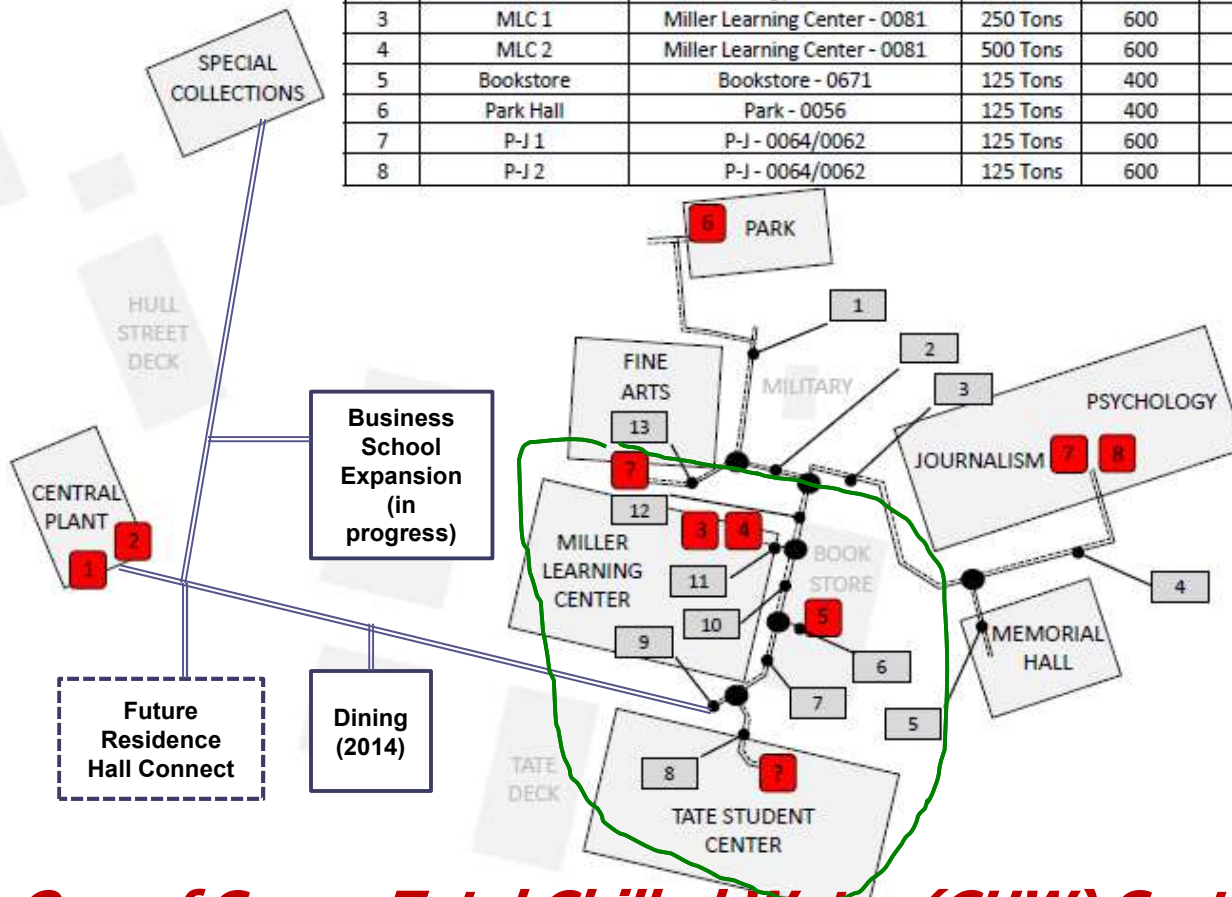 3 MLC 1 Miller Learning Center - 0081 250 Tons 600
4 MLC 2 Miller Learning Center - 0081 500 Tons 600
5 Bookstore Bookstore - 0671 125 Tons 400
6 Park Hall Park - 0056 125 Tons 400
7 P-J 1 P-J - 0064/0062 125 Tons 600
8 P-J 2 P-J - 0064/0062 125 Tons 600
SPECIAL
COLLECTIONS
6
PARK
HULL
STREET
DECK
1
2
3
FINE
ARTS
MILITARY
PSYCHOLOGY
13
?
JOURNALISM
7
8
Business
School
Expansion
(in
progress)
CENTRAL
PLANT
1
2
12
3
4
MILLER
LEARNING
CENTER
11
BOOK
STORE
10
5
9
6
4
MEMORIAL
HALL
7
5
Future
Residence
Hall Connect
Dining
(2014)
TATE
DECK
8
?
TATE STUDENT
CENTER